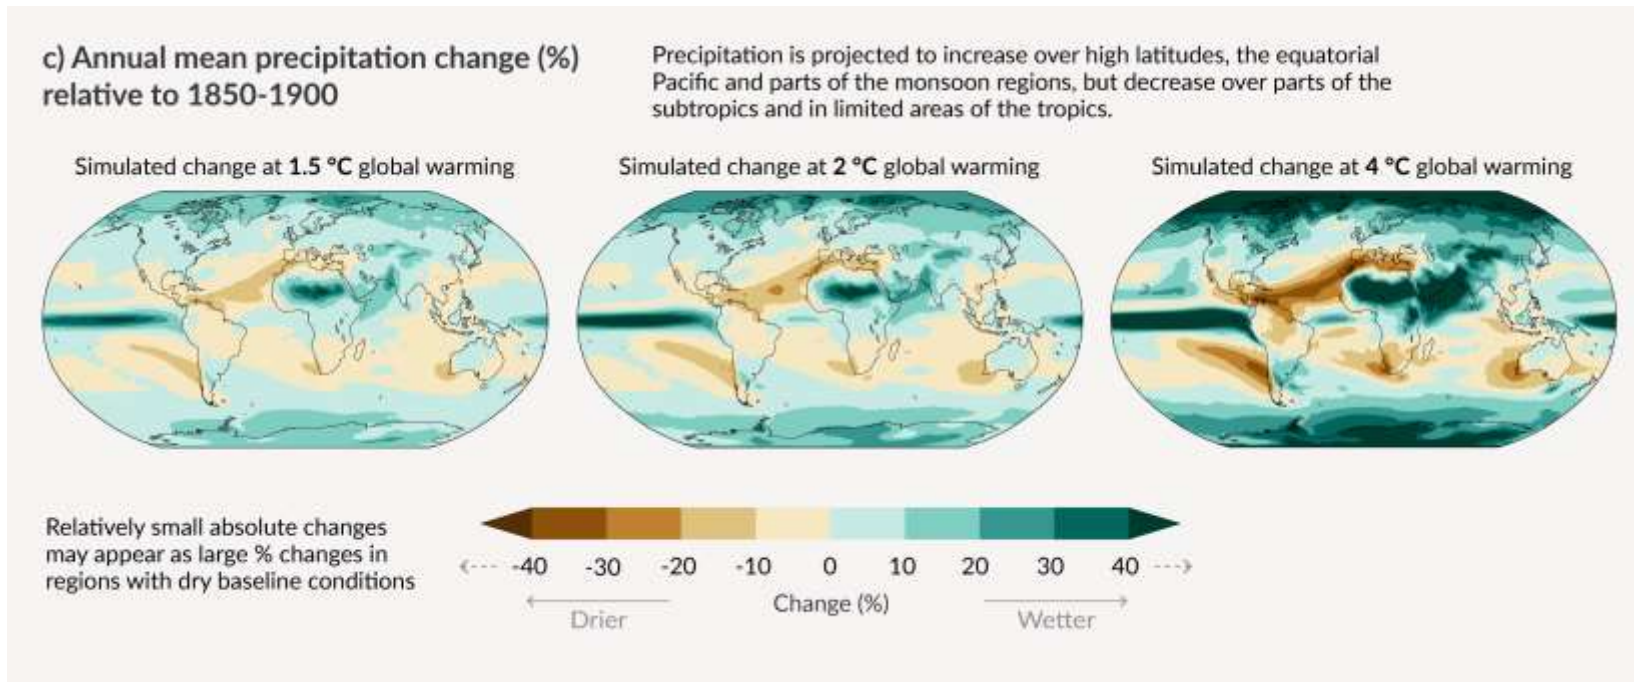 c) Annual mean precipitation change (%)
relative to 1850-1900
Precipitation is projected to increase over high latitudes, the equatorial
Pacific and parts of the monsoon regions, but decrease over parts of the
subtropics and in limited areas of the tropics.
Simulated change at 1.5 °C global warming
Simulated change at 2 °C global warming
Simulated change at 4 °C global warming
Relatively small absolute changes
may appear as large % changes in
regions with dry baseline conditions
-40 -30 -20 -10 0 10 20 30 40
Change (%)
Drier
Wetter